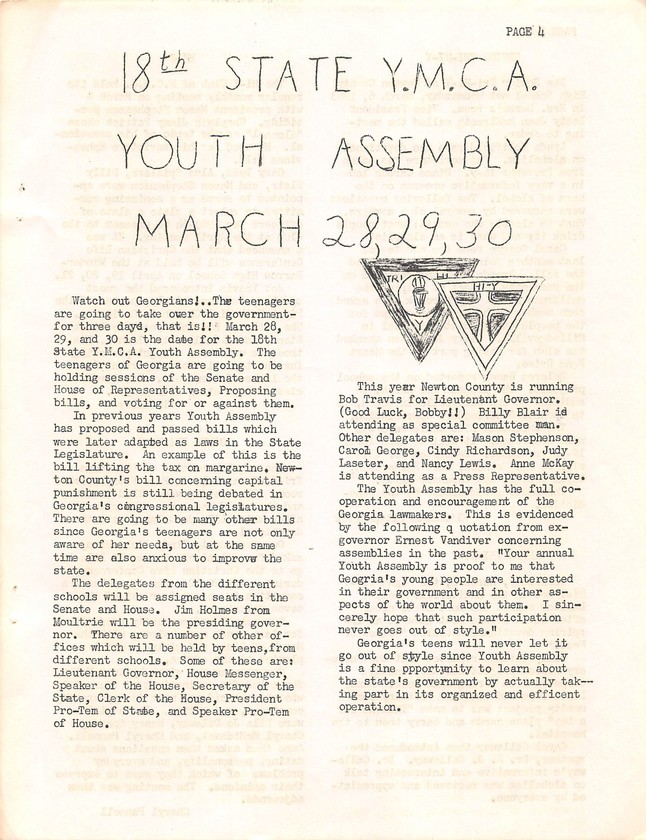 PAGE 4
18th STATE Y.M.C.A.
YOUTH ASSEMBLY
MARCH 28,29,30
TRI HI
Y
HI-Y
Watch out Georgians!..The teenagers
are going to take over the government-
for three dayd, that is!! March 28,
29, and 30 is the date for the 18th
State Y.M.C.A. Youth Assembly. The
teenagers of Georgia are going to be
holding sessions of the Senate and
House of Representatives, Proposing
bills, and voting for or against them.
In previous years Youth Assembly
has proposed and passed bills which
were later adapted as laws in the State
Legislature. An example of this is the
bill lifting the tax on margarine. New-
ton County's bill concerning capital
punishment is still being debated in
Georgia's congressional legislatures.
There are going to be many other bills
since Georgia's teenagers are not only
aware of her needs, but at the same
time are also anxious to improve the
state.
The delegates from the different
schools will be assigned seats in the
Senate and House. Jim Holmes from
Moultrie will be the presiding gover-
nor. There are a number of other of-
fices which will be held by teens,from
different schools. Some of these are:
Lieutenant Governor, House Messenger,
Speaker of the House, Secretary of the
State, Clerk of the House, President
Pro-Tem of State, and Speaker Pro-Tem
of House.
This year Newton County is running
Bob Travis for Lieutenant Governor.
(Good Luck, Bobby!!) Billy Blair is
attending as special committee man.
Other delegates are: Mason Stephenson,
Carol George, Cindy Richardson, Judy
Laseter, and Nancy Lewis. Anne McKay
is attending as a Press Representative.
The Youth Assembly has the full co-
operation and encouragement of the
Georgia lawmakers. This is evidenced
by the following q uotation from ex-
governor Ernest Vandiver concerning
assemblies in the past. "Your annual
Youth Assembly is proof to me that
Geogria's young people are interested
in their government and in other as-
pects of the world about them. I sin-
cerely hope that such participation
never goes out of style."
Georgia's teens will never let it
go out of style since Youth Assembly
is a fine ppportynity to learn about
the state's government by actually tak--
ing part in its organized and efficent
operation.